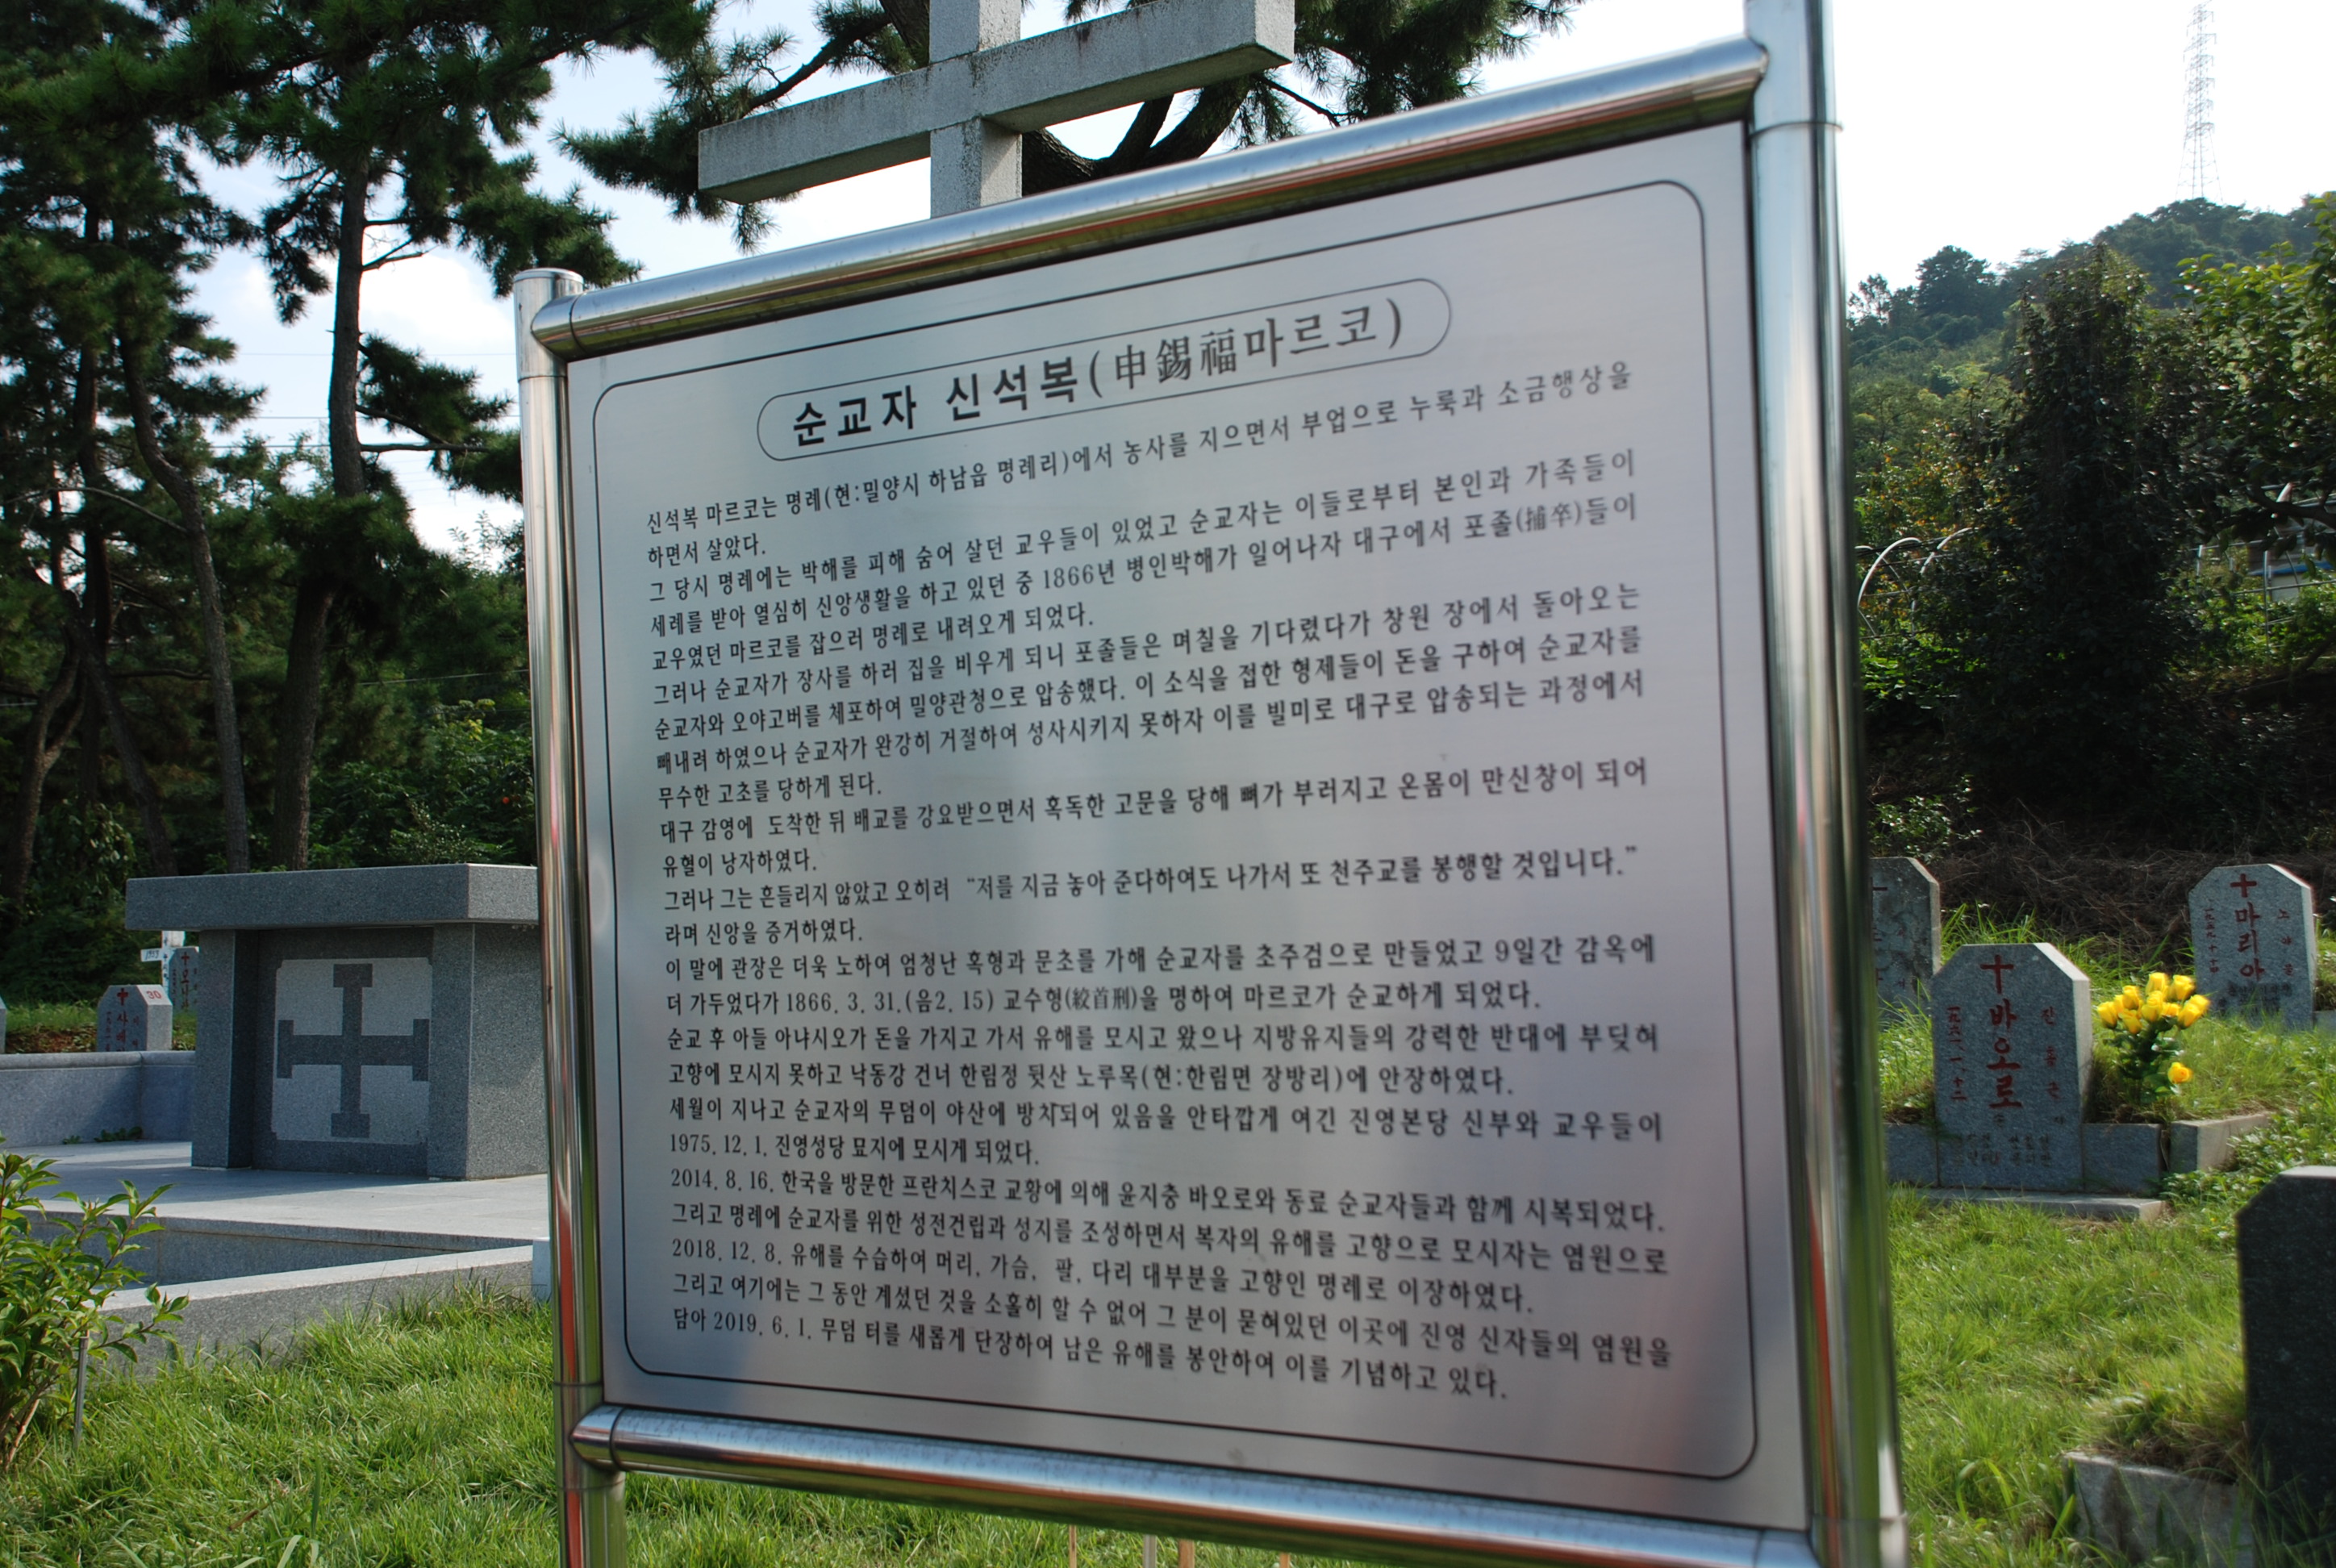 순교자 신석복(申錫福마르코)
신석복 마르코는 명례(현:밀양시 하남읍 명례리)에서 농사를 지으면서 부업으로 누룩과 소금행상을
하면서 살았다.
그 당시 명례에는 박해를 피해 숨어 살던 교우들이 있었고 순교자는 이들로부터 본인과 가족들이
세례를 받아 열심히 신앙생활을 하고 있던 중 1866년 병인박해가 일어나자 대구에서 포졸(捕卒)들이
교우였던 마르코를 잡으러 명례로 내려오게 되었다.
그러나 순교자가 장사를 하러 집을 비우게 되니 포졸들은 며칠을 기다렸다가 창원 장에서 돌아오는
순교자와 오야고버를 체포하여 밀양관청으로 압송했다. 이 소식을 접한 형제들이 돈을 구하여 순교자를
빼내려 하였으나 순교자가 완강히 거절하여 성사시키지 못하자 이를 빌미로 대구로 압송되는 과정에서
무수한 고초를 당하게 된다.
대구 감영에 도착한 뒤 배교를 강요받으면서 혹독한 고문을 당해 뼈가 부러지고 온몸이 만신창이 되어
유혈이 낭자하였다.
그러나 그는 흔들리지 않았고 오히려 “저를 지금 놓아 준다하여도 나가서 또 천주교를 봉행할 것입니다.”
라며 신앙을 증거하였다.
이 말에 관장은 더욱 노하여 엄청난 혹형과 문초를 가해 순교자를 초주검으로 만들었고 9일간 감옥에
더 가두었다가 1866. 3. 31.(음2. 15) 교수형(絞首刑)을 명하여 마르코가 순교하게 되었다.
순교 후 아들 아냐시오가 돈을 가지고 가서 유해를 모시고 왔으나 지방유지들의 강력한 반대에 부딪혀
고향에 모시지 못하고 낙동강 건너 한림정 뒷산 노루목(현:한림면 장방리)에 안장하였다.
세월이 지나고 순교자의 무덤이 야산에 방치되어 있음을 안타깝게 여긴 진영본당 신부와 교우들이
1975. 12. 1. 진영성당 묘지에 모시게 되었다.
2014. 8. 16. 한국을 방문한 프란치스코 교황에 의해 윤지충 바오로와 동료 순교자들과 함께 시복되었다.
그리고 명례에 순교자를 위한 성전건립과 성지를 조성하면서 복자의 유해를 고향으로 모시자는 염원으로
2018. 12. 8. 유해를 수습하여 머리, 가슴, 팔, 다리 대부분을 고향인 명례로 이장하였다.
그리고 여기에는 그 동안 계셨던 것을 소홀히 할 수 없어 그 분이 묻혀있던 이곳에 진영 신자들의 염원을
담아 2019. 6. 1. 무덤 터를 새롭게 단장하여 남은 유해를 봉안하여 이를 기념하고 있다.
마리아
바오로
30